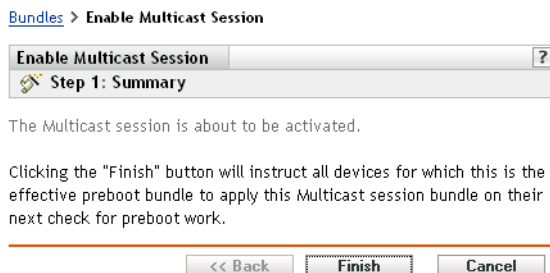 Bundles > Enable Multicast Session
Enable Multicast Session ?
Step 1: Summary
The Multicast session is about to be activated.
Clicking the "Finish" button will instruct all devices for which this is the
effective preboot bundle to apply this Multicast session bundle on their
next check for preboot work.
<< Back Finish Cancel